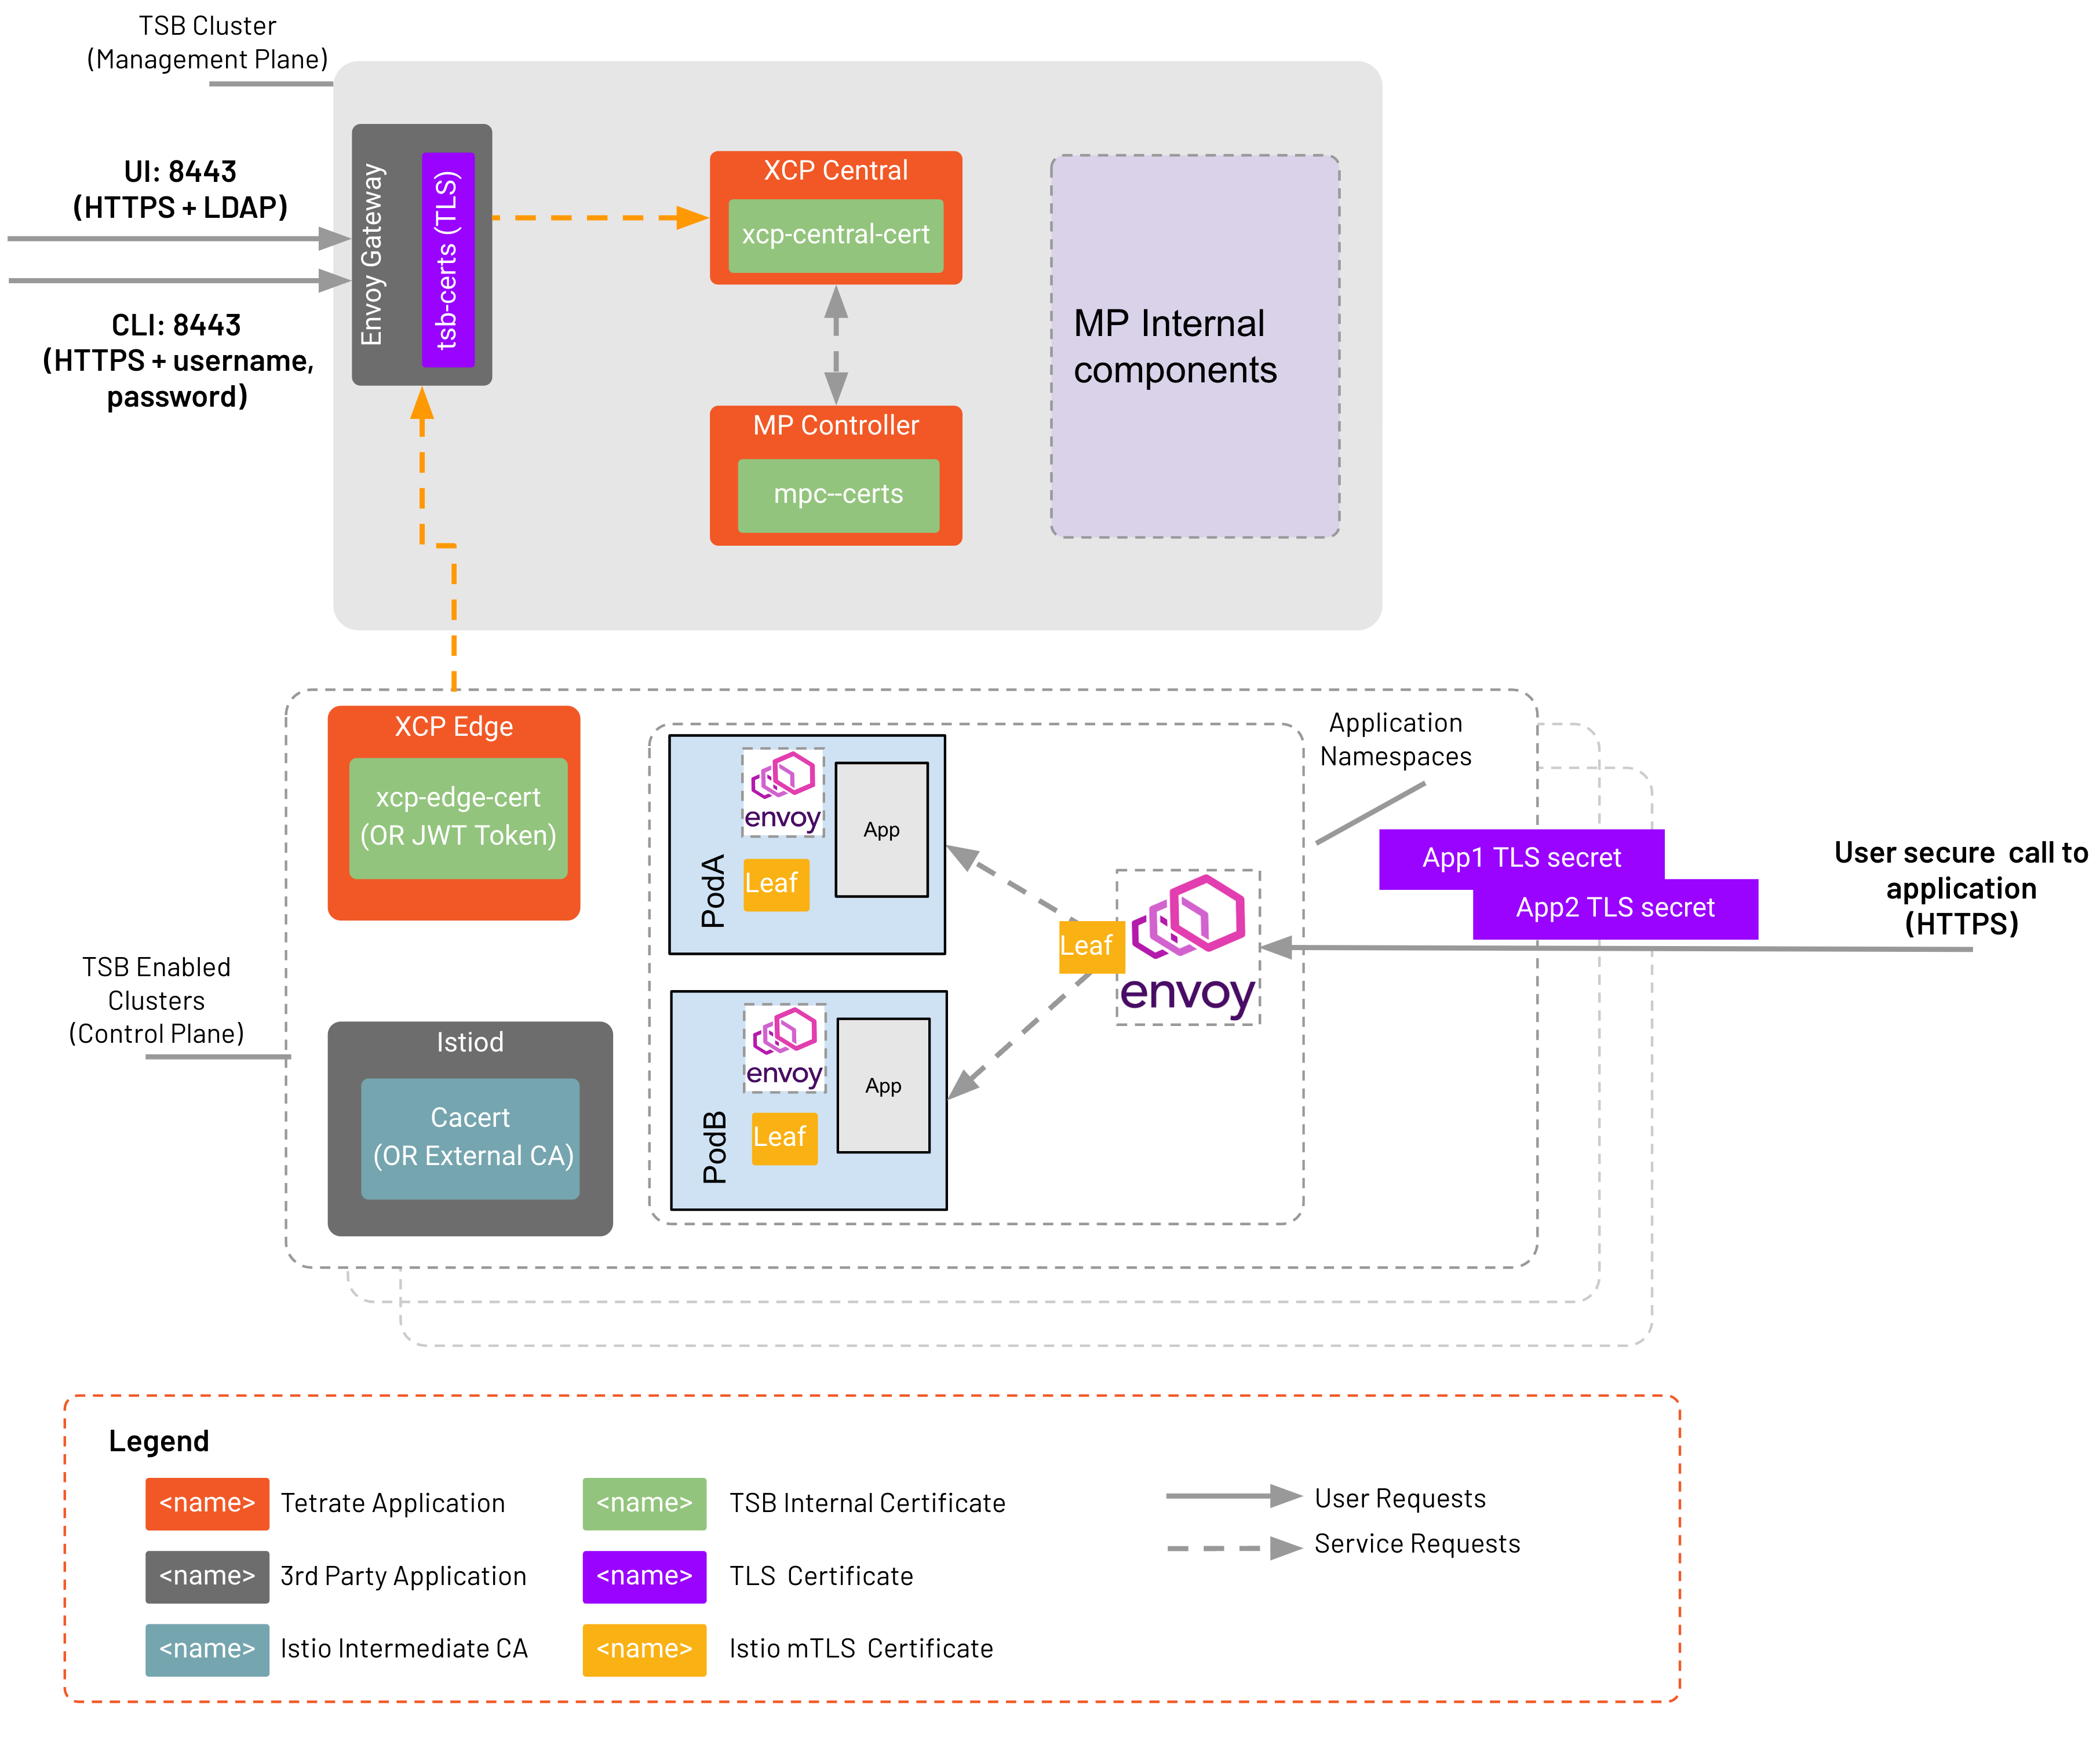 TSB Cluster
(Management Plane)
UI: 8443
(HTTPS + LDAP)
CLI: 8443
(HTTPS + username,
password)
Envoy Gateway
tsb-certs (TLS)
XCP Central
xcp-central-cert
MP Controller
mpc--certs
MP Internal
components
XCP Edge
xcp-edge-cert
(OR JWT Token)
TSB Enabled
Clusters
(Control Plane)
Istiod
Cacert
(OR External CA)
PodA
envoy
Leaf
App
PodB
envoy
Leaf
App
Leaf
envoy
Application
Namespaces
App1 TLS secret
App2 TLS secret
User secure  call to
application
(HTTPS)
Legend
<name> Tetrate Application
<name> 3rd Party Application
<name> Istio Intermediate CA
<name> TSB Internal Certificate
<name> TLS  Certificate
<name> Istio mTLS  Certificate
User Requests
Service Requests